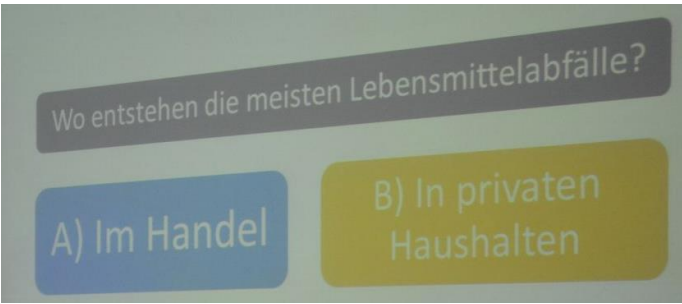 Wo entstehen die meisten Lebensmittelabfälle?
A) Im Handel
B) In privaten
Haushalten